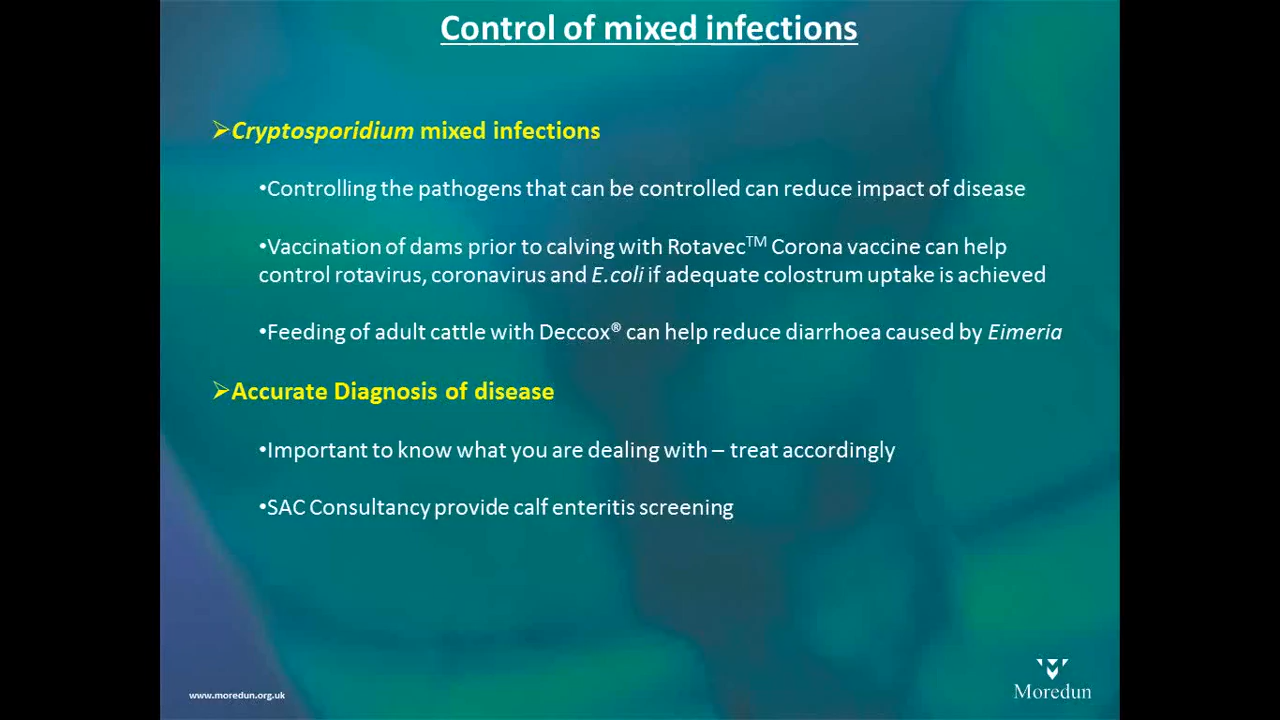 Control of mixed infections
➢Cryptosporidium mixed infections
•Controlling the pathogens that can be controlled can reduce impact of disease
•Vaccination of dams prior to calving with Rotavec™ Corona vaccine can help
control rotavirus, coronavirus and E.coli if adequate colostrum uptake is achieved
•Feeding of adult cattle with Deccox® can help reduce diarrhoea caused by Eimeria
➢Accurate Diagnosis of disease
•Important to know what you are dealing with – treat accordingly
•SAC Consultancy provide calf enteritis screening
www.moredun.org.uk
Moredun